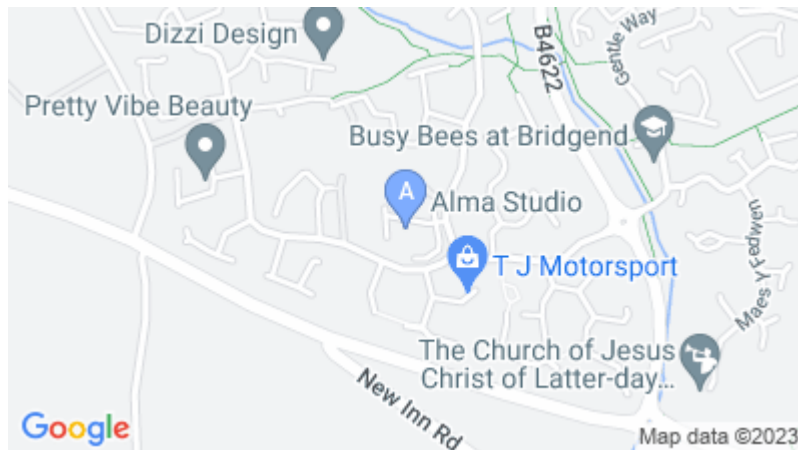 Dizzi Design
B4622
Gentle Way
Pretty Vibe Beauty
Busy Bees at Bridgend
A
Alma Studio
T J Motorsport
Maes Y Fedwen
The Church of Jesus
Christ of Latter-day...
New Inn Rd
Google
Map data ©2023